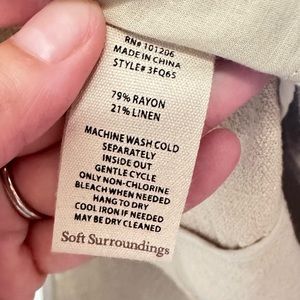 RN# 101206
MADE IN CHINA
STYLE# 3FQ65
79% RAYON
21% LINEN
MACHINE WASH COLD
SEPARATELY
INSIDE OUT
GENTLE CYCLE
ONLY NON-CHLORINE
BLEACH WHEN NEEDED
HANG TO DRY
COOL IRON IF NEEDED
MAY BE DRY CLEANED
Soft Surroundings